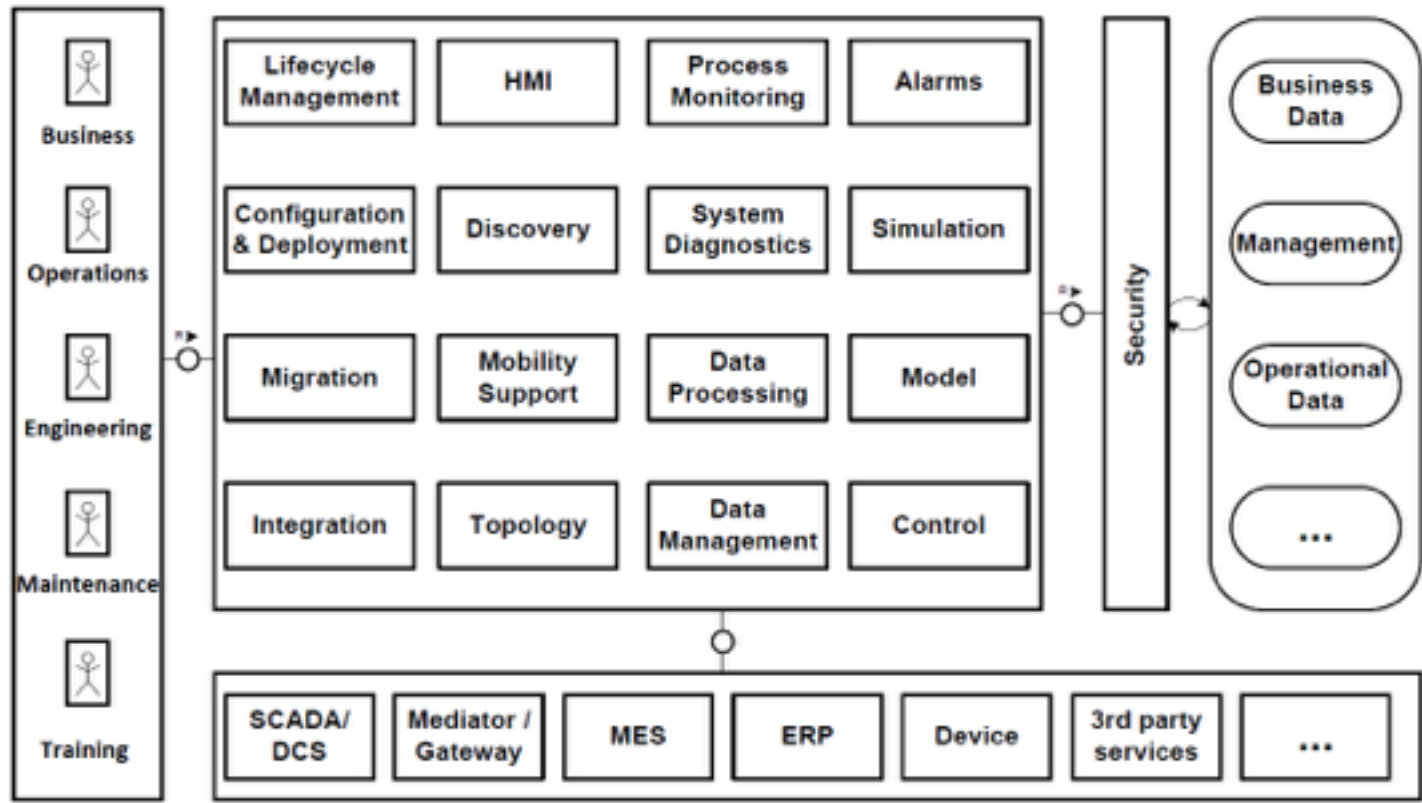 Business
Operations
Engineering
Maintenance
Training
Lifecycle
Management
HMI
Process
Monitoring
Alarms
Configuration
& Deployment
Discovery
System
Diagnostics
Simulation
Migration
Mobility
Support
Data
Processing
Model
Integration
Topology
Data
Management
Control
R
R
Security
Business
Data
Management
Operational
Data
...
SCADA/
DCS
Mediator /
Gateway
MES
ERP
Device
3rd party
services
...